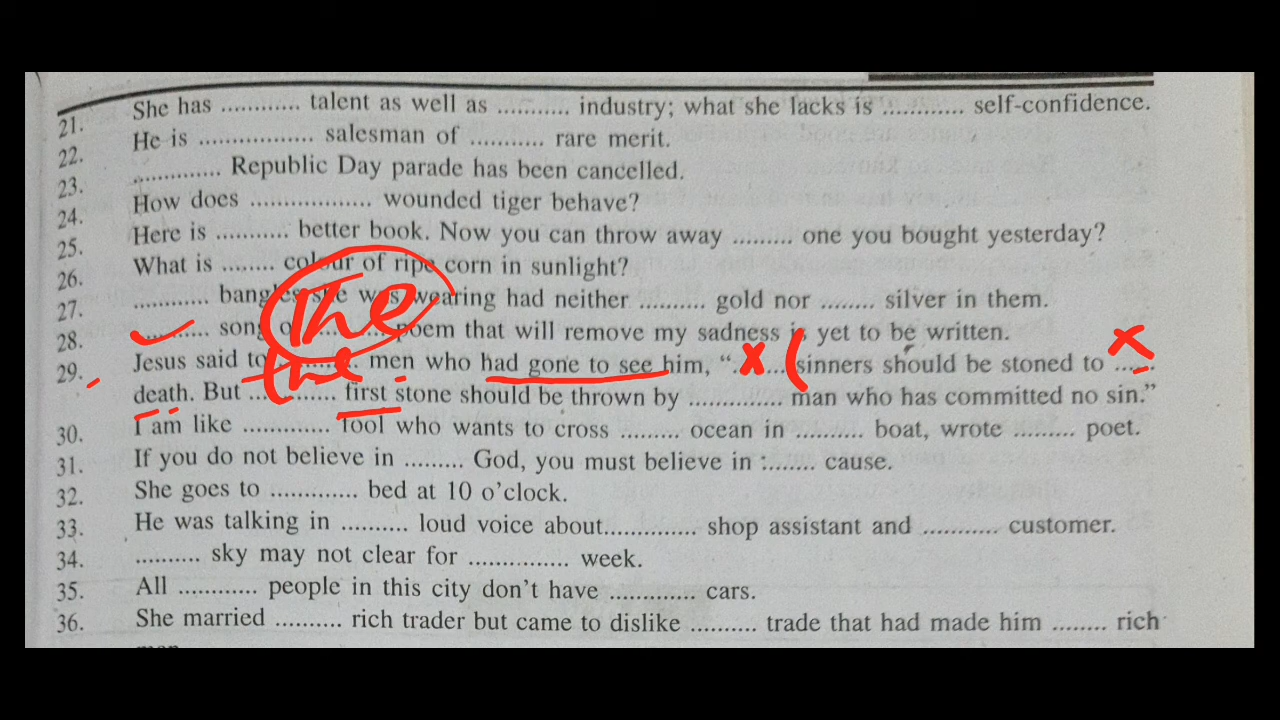 21. She has ............ talent as well as ........... industry; what she lacks is ............ self-confidence.
22. He is ................. salesman of ........... rare merit.
23. ............. Republic Day parade has been cancelled.
24. How does .................. wounded tiger behave?
25. Here is ........... better book. Now you can throw away ......... one you bought yesterday?
26. What is ........ colour of ripe corn in sunlight?
27. ............ bangles she was wearing had neither .......... gold nor ........ silver in them.
the
28. ........... song o ........... poem that will remove my sadness is yet to be written.
29. Jesus said to the men who had gone to see him, “ x sinners should be stoned to ...... x
death. But ............. first stone should be thrown by .............. man who has committed no sin.”
30. I am like ............. fool who wants to cross ......... ocean in .......... boat, wrote ......... poet.
31. If you do not believe in ......... God, you must believe in :....... cause.
32. She goes to ............. bed at 10 o’clock.
33. He was talking in .......... loud voice about.............. shop assistant and ........... customer.
34. .......... sky may not clear for ............... week.
35. All ............ people in this city don’t have ............. cars.
36. She married .......... rich trader but came to dislike .......... trade that had made him ........ rich